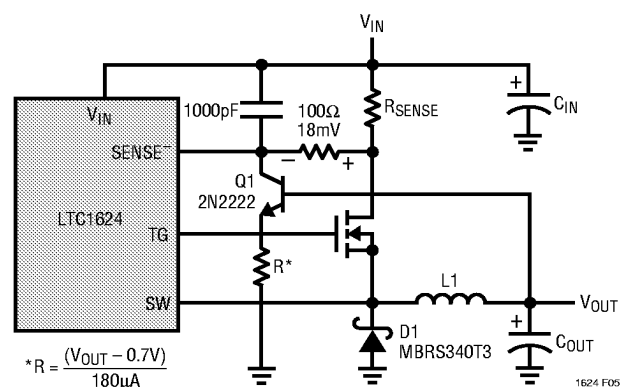 VIN
VIN
1000pF
100Ω
18mV
RSENSE
+
CIN
SENSE–
–
+
Q1
2N2222
LTC1624
TG
R*
L1
SW
VOUT
D1
MBRS340T3
+
COUT
*R = (VOUT – 0.7V)
180µA
1624 F05